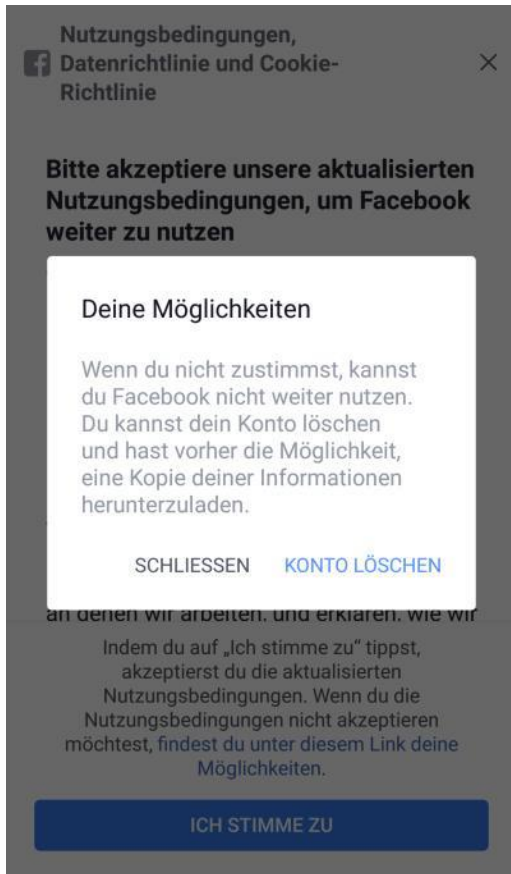 Nutzungsbedingungen,
Datenrichtlinie und Cookie-
Richtlinie
Bitte akzeptiere unsere aktualisierten
Nutzungsbedingungen, um Facebook
weiter zu nutzen
Deine Möglichkeiten
Wenn du nicht zustimmst, kannst
du Facebook nicht weiter nutzen.
Du kannst dein Konto löschen
und hast vorher die Möglichkeit,
eine Kopie deiner Informationen
herunterzuladen.
SCHLIESSEN KONTO LÖSCHEN
an denen wir arbeiten, und erklären, wie wir
Indem du auf „Ich stimme zu“ tippst,
akzeptierst du die aktualisierten
Nutzungsbedingungen. Wenn du die
Nutzungsbedingungen nicht akzeptieren
möchtest, findest du unter diesem Link deine
Möglichkeiten.
ICH STIMME ZU